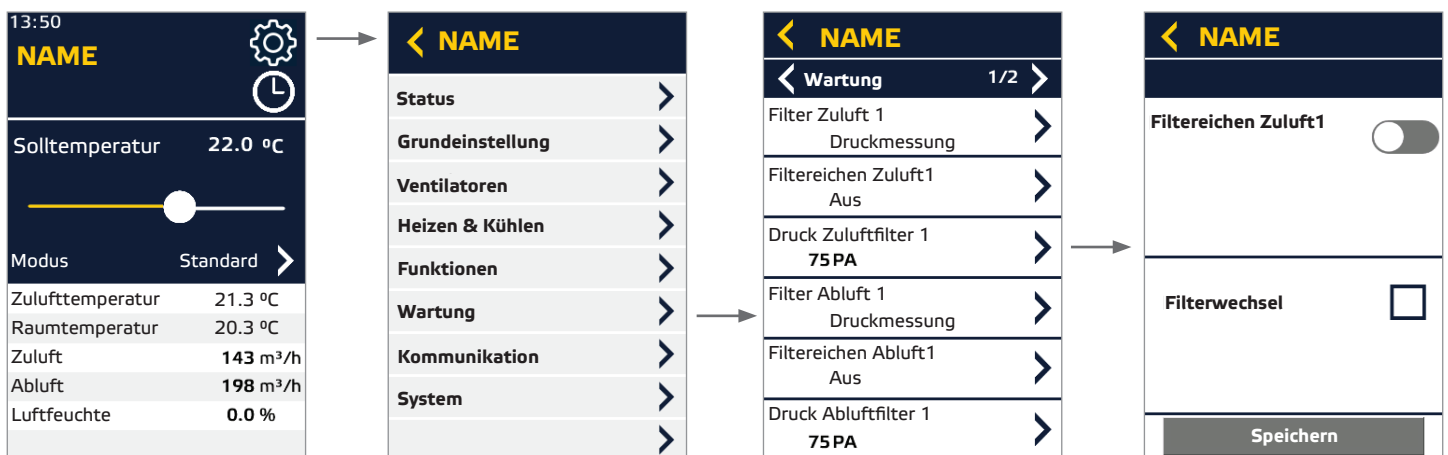 13:50
NAME
Solltemperatur 22.0 ºC
Modus Standard
Zulufttemperatur 21.3 ºC
Raumtemperatur 20.3 ºC
Zuluft 143 m³/h
Abluft 198 m³/h
Luftfeuchte 0.0 %
NAME
Status
Grundeinstellung
Ventilatoren
Heizen & Kühlen
Funktionen
Wartung
Kommunikation
System
NAME
Wartung 1/2
Filter Zuluft 1
Druckmessung
Filtereichen Zuluft1
Aus
Druck Zuluftfilter 1
75 PA
Filter Abluft 1
Druckmessung
Filtereichen Abluft1
Aus
Druck Abluftfilter 1
75 PA
NAME
Filtereichen Zuluft1
Filterwechsel
Speichern